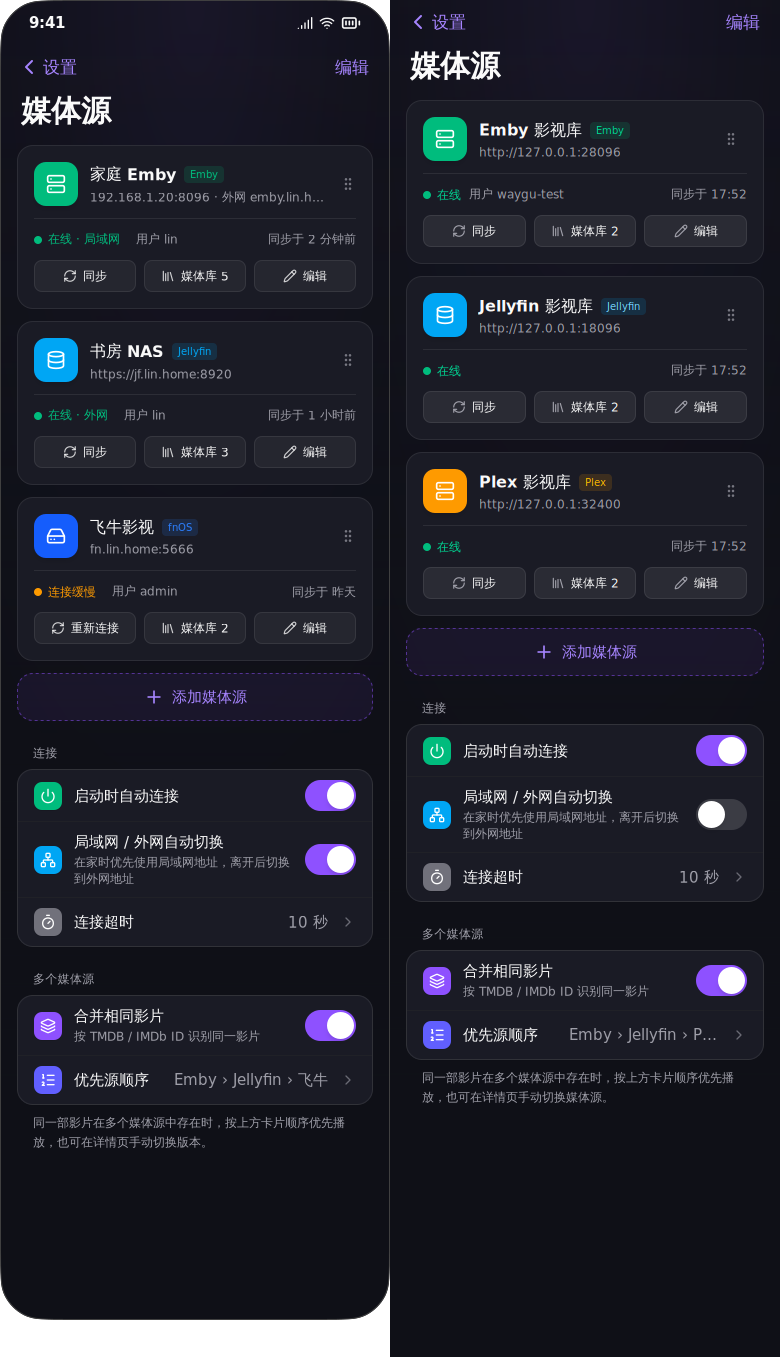 9:41
设置
编辑
媒体源
家庭 Emby
Emby
192.168.1.20:8096 · 外网 emby.lin.h...
在线 · 局域网
用户 lin
同步于 2 分钟前
同步
媒体库 5
编辑
书房 NAS
Jellyfin
https://jf.lin.home:8920
在线 · 外网
用户 lin
同步于 1 小时前
同步
媒体库 3
编辑
飞牛影视
fnOS
fn.lin.home:5666
连接缓慢
用户 admin
同步于 昨天
重新连接
媒体库 2
编辑
添加媒体源
连接
启动时自动连接
局域网 / 外网自动切换
在家时优先使用局域网地址，离开后切换
到外网地址
连接超时
10 秒
多个媒体源
合并相同影片
按 TMDB / IMDb ID 识别同一影片
优先源顺序
Emby › Jellyfin › 飞牛
同一部影片在多个媒体源中存在时，按上方卡片顺序优先播
放，也可在详情页手动切换版本。
设置
编辑
媒体源
Emby 影视库
Emby
http://127.0.0.1:28096
在线
用户 waygu-test
同步于 17:52
同步
媒体库 2
编辑
Jellyfin 影视库
Jellyfin
http://127.0.0.1:18096
在线
同步于 17:52
同步
媒体库 2
编辑
Plex 影视库
Plex
http://127.0.0.1:32400
在线
同步于 17:52
同步
媒体库 2
编辑
添加媒体源
连接
启动时自动连接
局域网 / 外网自动切换
在家时优先使用局域网地址，离开后切换
到外网地址
连接超时
10 秒
多个媒体源
合并相同影片
按 TMDB / IMDb ID 识别同一影片
优先源顺序
Emby › Jellyfin › P...
同一部影片在多个媒体源中存在时，按上方卡片顺序优先播
放，也可在详情页手动切换媒体源。